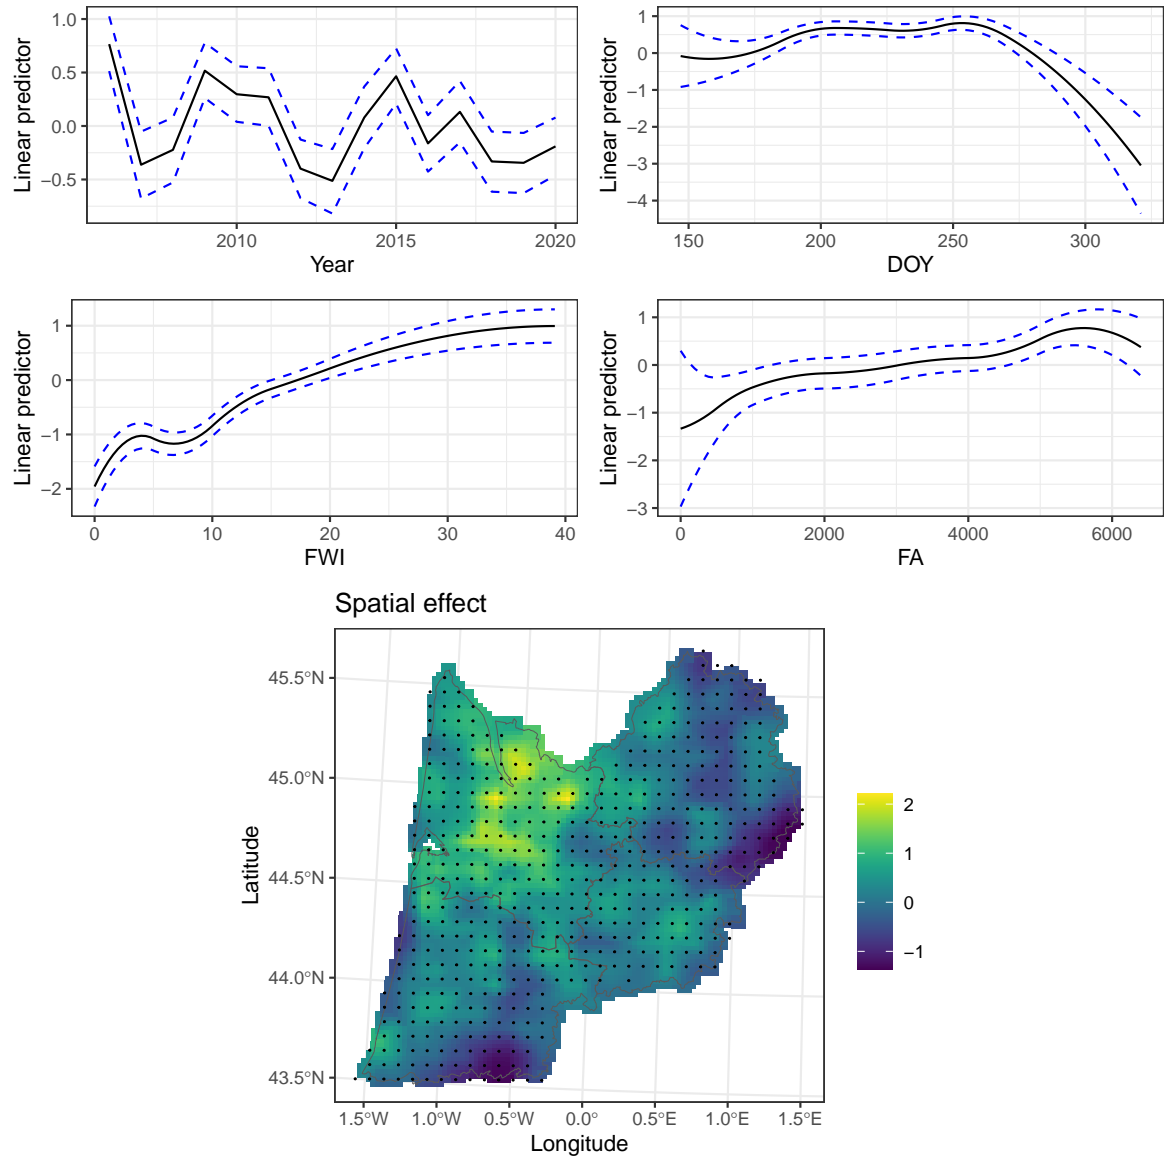 Linear predictor
1.0
0.5
0.0
−0.5
2010 2015 2020
Year
Linear predictor
1
0
−1
−2
−3
−4
150 200 250 300
DOY
Linear predictor
1
0
−1
−2
0 10 20 30 40
FWI
Linear predictor
1
0
−1
−2
−3
0 2000 4000 6000
FA
Spatial effect
Latitude
45.5°N
45.0°N
44.5°N
44.0°N
43.5°N
1.5°W 1.0°W 0.5°W 0.0° 0.5°E 1.0°E 1.5°E
Longitude
2
1
0
−1